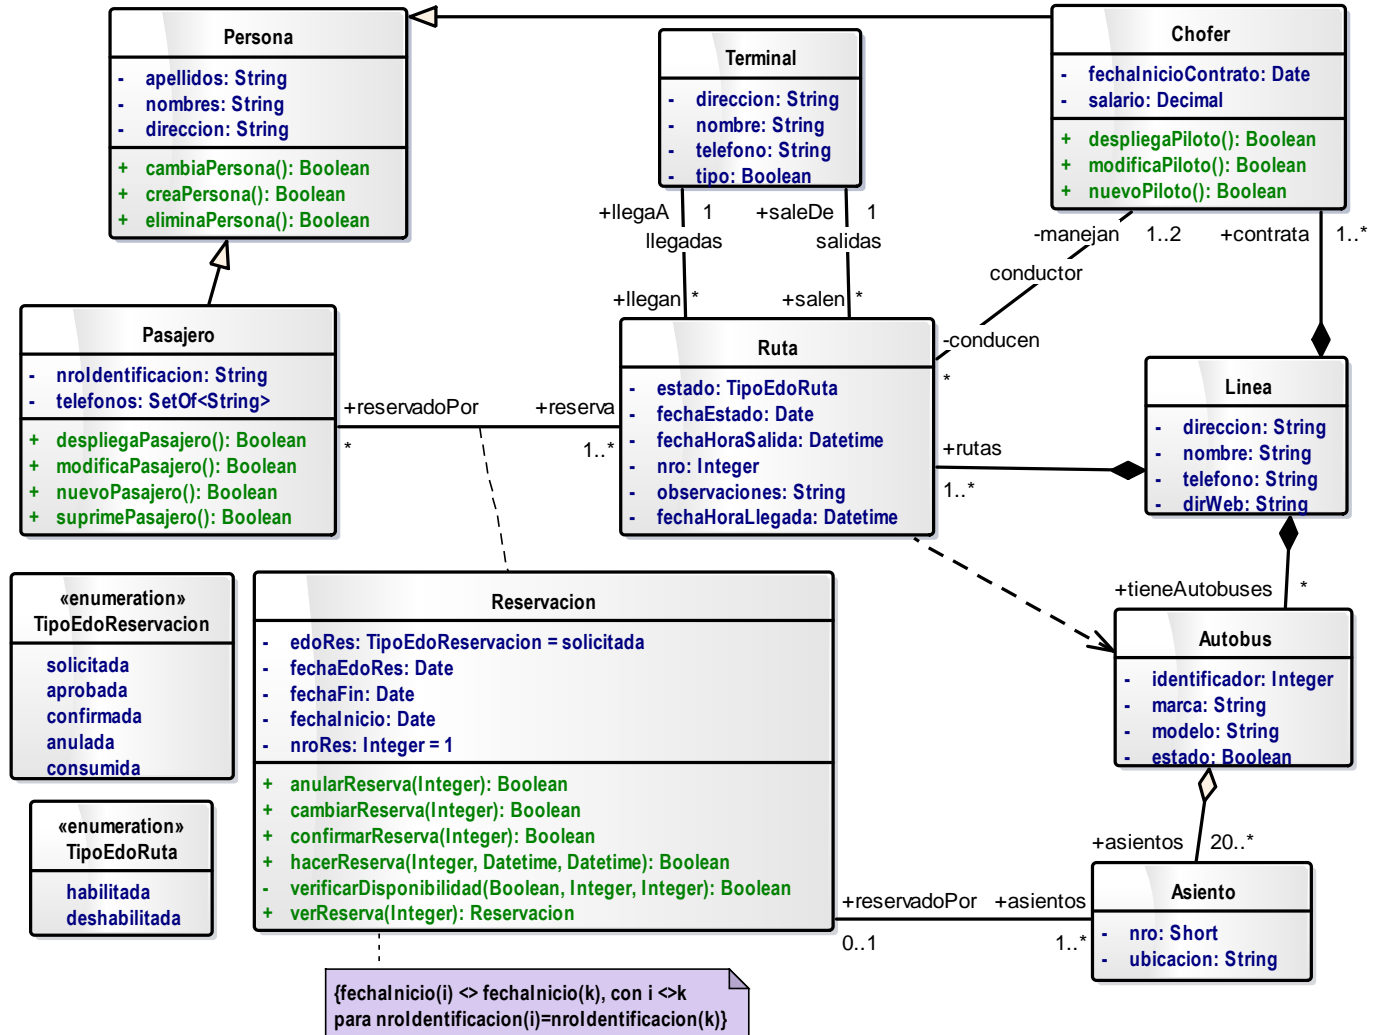 Persona
- apellidos: String
- nombres: String
- direccion: String
+ cambiaPersona(): Boolean
+ creaPersona(): Boolean
+ eliminaPersona(): Boolean
Terminal
- direccion: String
- nombre: String
- telefono: String
- tipo: Boolean
Chofer
- fechaInicioContrato: Date
- salario: Decimal
+ despliegaPiloto(): Boolean
+ modificaPiloto(): Boolean
+ nuevoPiloto(): Boolean
+llegaA 1
llegadas
+llegan *
+saleDe 1
salidas
+salen *
-manejan 1..2
conductor
-conducen
*
+contrata 1..*
Pasajero
- nroIdentificacion: String
- telefonos: SetOf<String>
+ despliegaPasajero(): Boolean
+ modificaPasajero(): Boolean
+ nuevoPasajero(): Boolean
+ suprimePasajero(): Boolean
+reservadoPor +reserva
* 1..*
Ruta
- estado: TipoEdoRuta
- fechaEstado: Date
- fechaHoraSalida: Datetime
- nro: Integer
- observaciones: String
- fechaHoraLlegada: Datetime
+rutas
1..*
Linea
- direccion: String
- nombre: String
- telefono: String
- dirWeb: String
+tieneAutobuses *
«enumeration»
TipoEdoReservacion
solicitada
aprobada
confirmada
anulada
consumida
«enumeration»
TipoEdoRuta
habilitada
deshabilitada
Reservacion
- edoRes: TipoEdoReservacion = solicitada
- fechaEdoRes: Date
- fechaFin: Date
- fechaInicio: Date
- nroRes: Integer = 1
+ anularReserva(Integer): Boolean
+ cambiarReserva(Integer): Boolean
+ confirmarReserva(Integer): Boolean
+ hacerReserva(Integer, Datetime, Datetime): Boolean
- verificarDisponibilidad(Boolean, Integer, Integer): Boolean
+ verReserva(Integer): Reservacion
Autobus
- identificador: Integer
- marca: String
- modelo: String
- estado: Boolean
+asientos 20..*
+reservadoPor +asientos
0..1 1..*
Asiento
- nro: Short
- ubicacion: String
{fechaInicio(i) <> fechaInicio(k), con i <>k
para nroIdentificacion(i)=nroIdentificacion(k)}